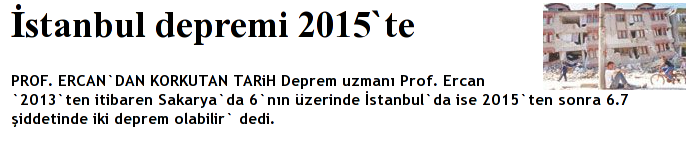 İstanbul depremi 2015`te
PROF. ERCAN`DAN KORKUTAN TARiH Deprem uzmanı Prof. Ercan
`2013`ten itibaren Sakarya`da 6`nın üzerinde İstanbul`da ise 2015`ten sonra 6.7
şiddetinde iki deprem olabilir` dedi.